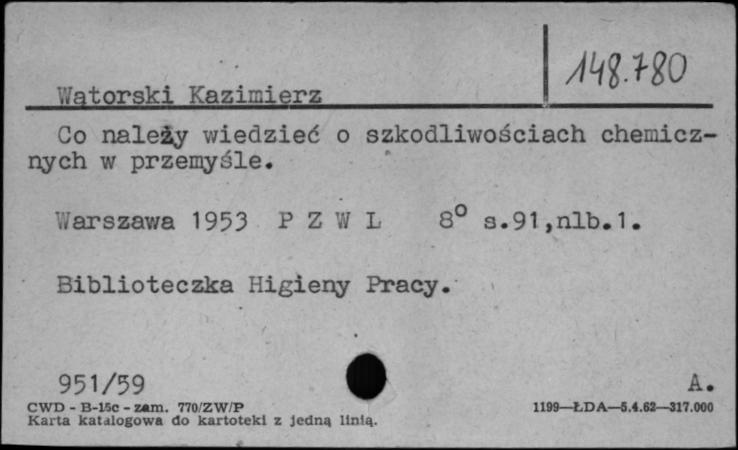 148.780
Wątorski Kazimierz
Co należy wiedzieć o szkodliwościach chemicz-
nych w przemyśle.
Warszawa 1953 P Z W L 8° s.91,nlb.1.
Biblioteczka Higieny Pracy.
951/59 A.
CWD - B-15c - zam. 770/ZW/P 1199—ŁDA—5.4.62—317.000
Karta katalogowa do kartoteki z jedną linią.